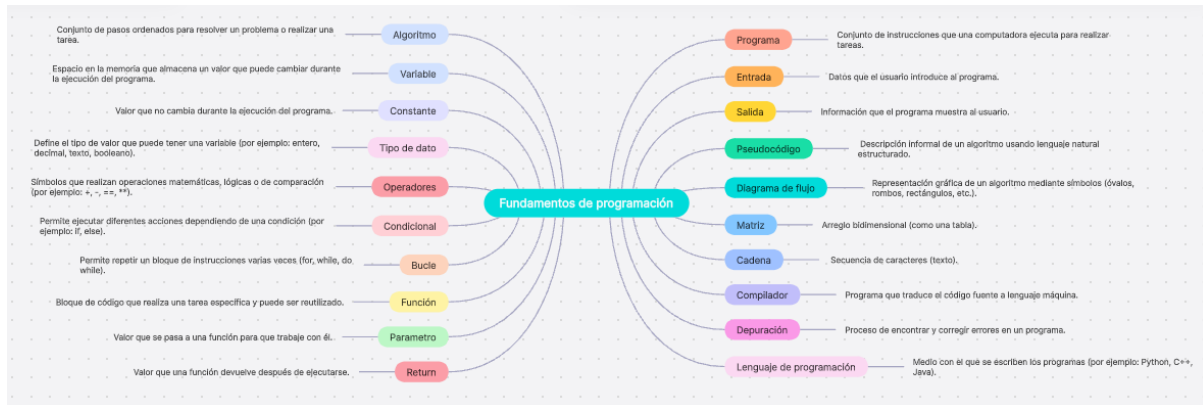 Fundamentos de programación
Conjunto de pasos ordenados para resolver un problema o realizar una
tarea.
Algoritmo
Espacio en la memoria que almacena un valor que puede cambiar durante
la ejecución del programa.
Variable
Valor que no cambia durante la ejecución del programa.
Constante
Define el tipo de valor que puede tener una variable (por ejemplo: entero,
decimal, texto, booleano).
Tipo de dato
Símbolos que realizan operaciones matemáticas, lógicas o de comparación
(por ejemplo: +, -, ==, **).
Operadores
Permite ejecutar diferentes acciones dependiendo de una condición (por
ejemplo: if, else).
Condicional
Permite repetir un bloque de instrucciones varias veces (for, while, do
while).
Bucle
Bloque de código que realiza una tarea específica y puede ser reutilizado.
Función
Valor que se pasa a una función para que trabaje con él.
Parametro
Valor que una función devuelve después de ejecutarse.
Return
Programa
Conjunto de instrucciones que una computadora ejecuta para realizar
tareas.
Entrada
Datos que el usuario introduce al programa.
Salida
Información que el programa muestra al usuario.
Pseudocódigo
Descripción informal de un algoritmo usando lenguaje natural
estructurado.
Diagrama de flujo
Representación gráfica de un algoritmo mediante símbolos (óvalos,
rombos, rectángulos, etc.).
Matriz
Arreglo bidimensional (como una tabla).
Cadena
Secuencia de caracteres (texto).
Compilador
Programa que traduce el código fuente a lenguaje máquina.
Depuración
Proceso de encontrar y corregir errores en un programa.
Lenguaje de programación
Medio con el que se escriben los programas (por ejemplo: Python, C++,
Java).